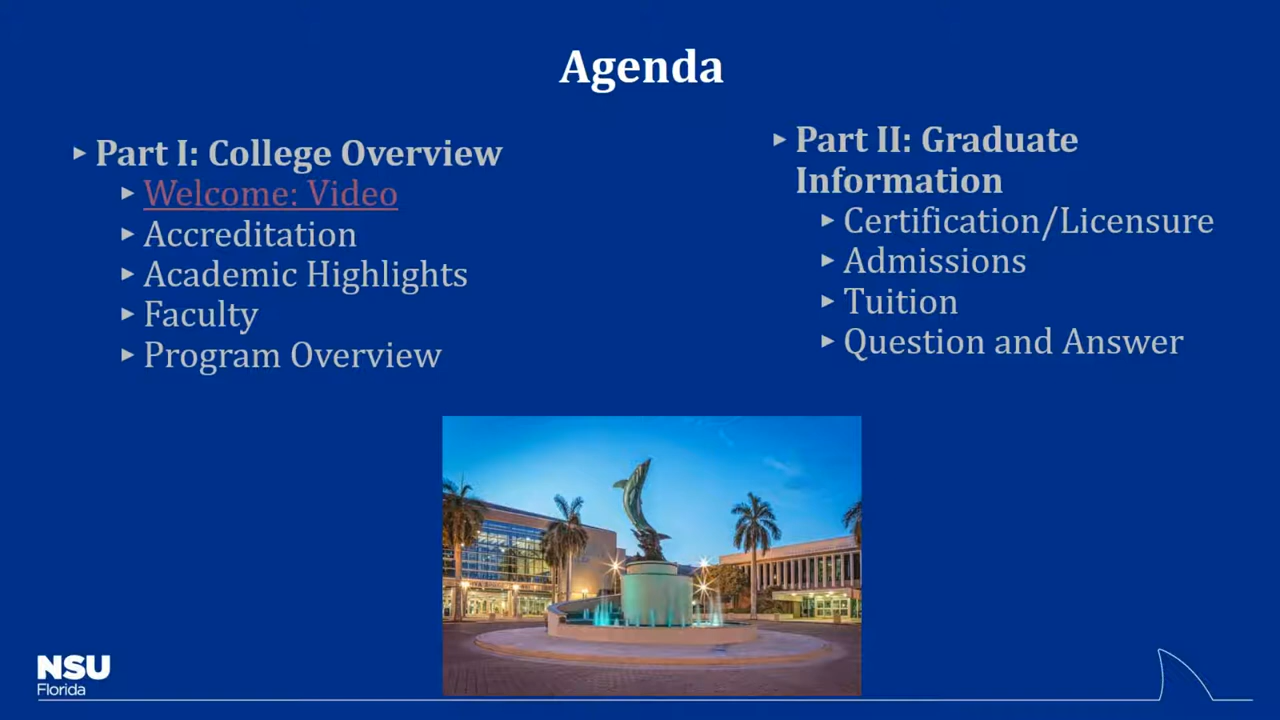 Agenda
Part I: College Overview
Welcome: Video
Accreditation
Academic Highlights
Faculty
Program Overview
Part II: Graduate
Information
Certification/Licensure
Admissions
Tuition
Question and Answer
NSU
Florida